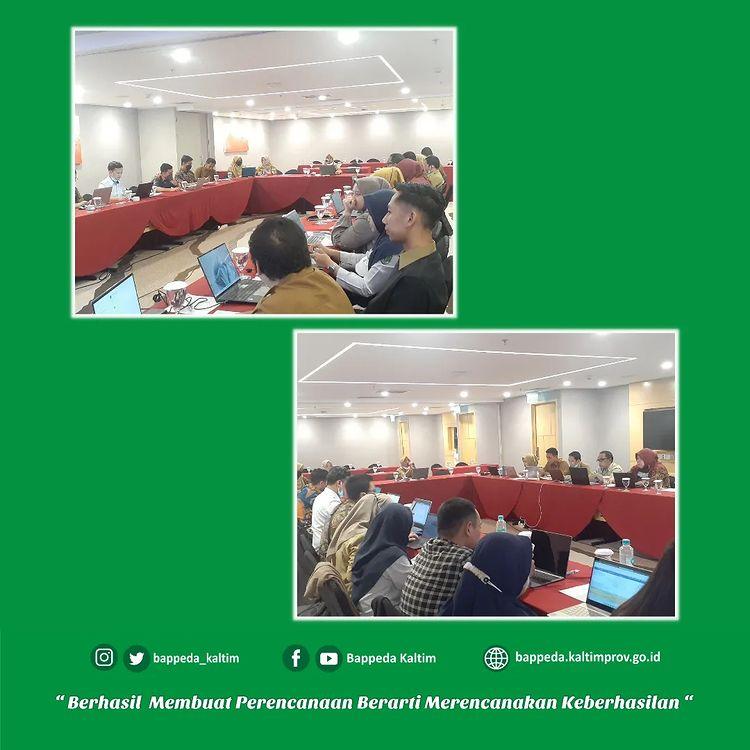 bappeda_kaltim
Bappeda Kaltim
bappeda.kaltimprov.go.id
“ Berhasil Membuat Perencanaan Berarti Merencanakan Keberhasilan “